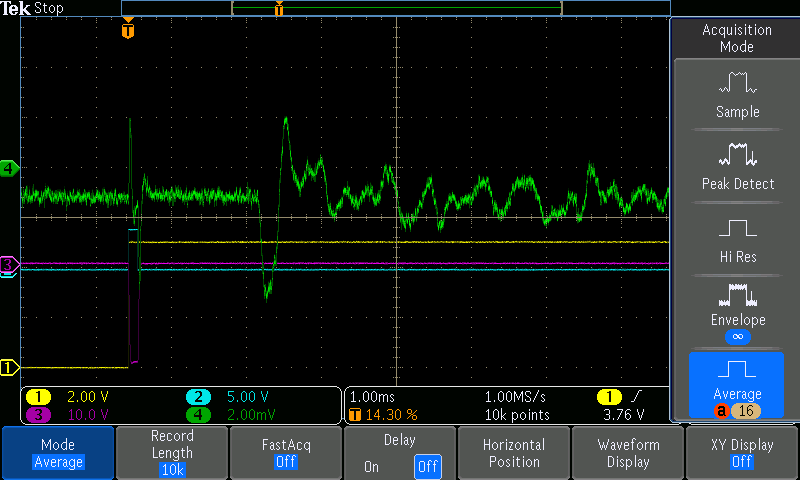 Tek Stop
T
T
Acquisition
Mode
Sample
Peak Detect
Hi Res
Envelope
∞
Average
a 16
4
3
1
1 2.00 V 2 5.00 V
3 10.0 V 4 2.00mV
1.00ms 1.00MS/s 1
T 14.30 % 10k points 3.76 V
Mode
Average
Record
Length
10k
FastAcq
Off
Delay
On Off
Horizontal
Position
Waveform
Display
XY Display
Off